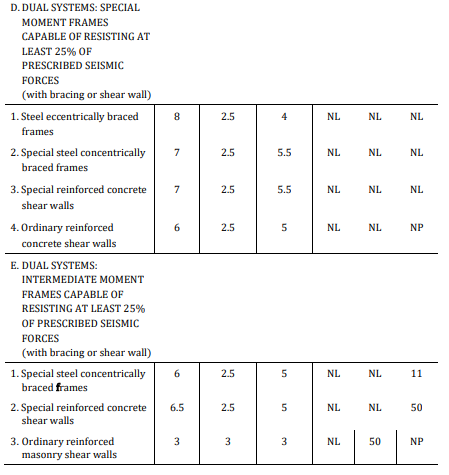 D. DUAL SYSTEMS: SPECIAL
MOMENT FRAMES
CAPABLE OF RESISTING AT
LEAST 25% OF
PRESCRIBED SEISMIC
FORCES
(with bracing or shear wall)
1. Steel eccentrically braced 8 2.5 4 NL NL NL
frames
2. Special steel concentrically 7 2.5 5.5 NL NL NL
braced frames
3. Special reinforced concrete 7 2.5 5.5 NL NL NL
shear walls
4. Ordinary reinforced 6 2.5 5 NL NL NP
concrete shear walls
E. DUAL SYSTEMS:
INTERMEDIATE MOMENT
FRAMES CAPABLE OF
RESISTING AT LEAST 25%
OF PRESCRIBED SEISMIC
FORCES
(with bracing or shear wall)
1. Special steel concentrically 6 2.5 5 NL NL 11
braced frames
2. Special reinforced concrete 6.5 2.5 5 NL NL 50
shear walls
3. Ordinary reinforced 3 3 3 NL 50 NP
masonry shear walls